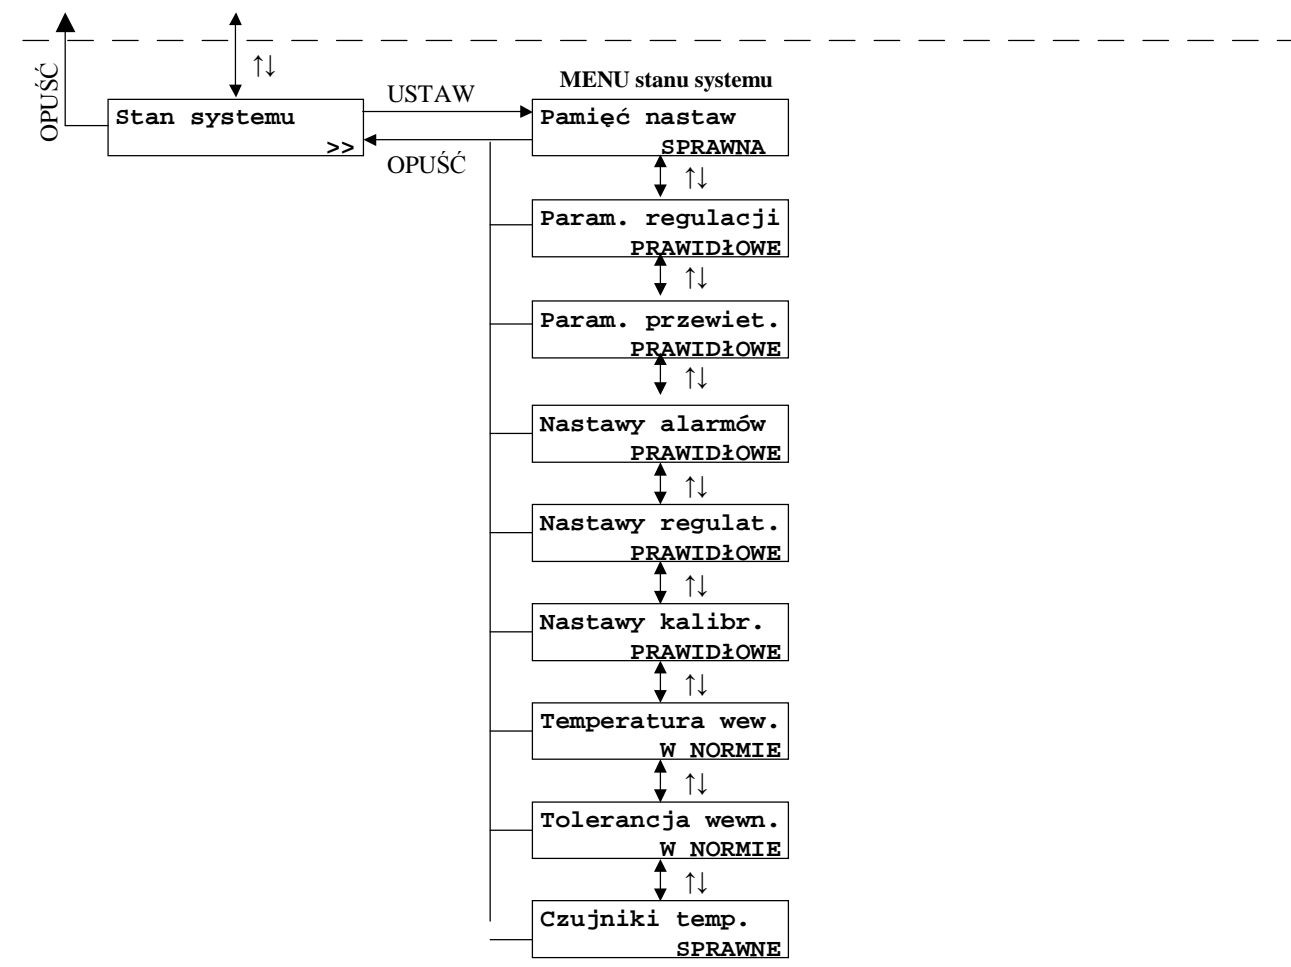 OPUŚĆ
↑↓
MENU stanu systemu
Stan systemu
>>
USTAW
OPUŚĆ
Pamięć nastaw
SPRAWNA
↑↓
Param. regulacji
PRAWIDŁOWE
↑↓
Param. przewiet.
PRAWIDŁOWE
↑↓
Nastawy alarmów
PRAWIDŁOWE
↑↓
Nastawy regulat.
PRAWIDŁOWE
↑↓
Nastawy kalibr.
PRAWIDŁOWE
↑↓
Temperatura wew.
W NORMIE
↑↓
Tolerancja wewn.
W NORMIE
↑↓
Czujniki temp.
SPRAWNE